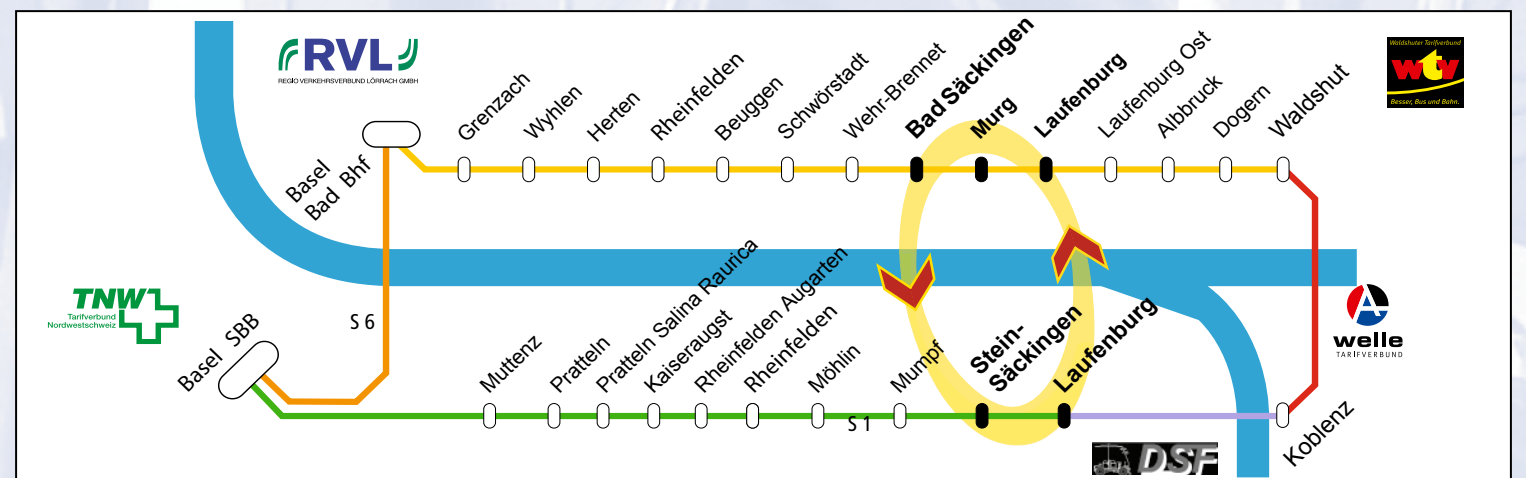 RVL
REGIO VERKEHRSVERBUND LÖRRACH GMBH
Waldshuter Tarifverbund
wtv
Besser, Bus und Bahn.
Basel
Bad Bhf
Grenzach
Wyhlen
Herten
Rheinfelden
Beuggen
Schwörstadt
Wehr-Brennet
Bad Säckingen
Murg
Laufenburg
Laufenburg Ost
Albbruck
Dogern
Waldshut
TNW
Tarifverbund
Nordwestschweiz
S 6
A
welle
TARIFVERBUND
Basel SBB
Muttenz
Pratteln
Pratteln Salina Raurica
Kaiseraugst
Rheinfelden Augarten
Rheinfelden
Möhlin
Mumpf
Stein-
Säckingen
Laufenburg
Koblenz
S 1
DSF